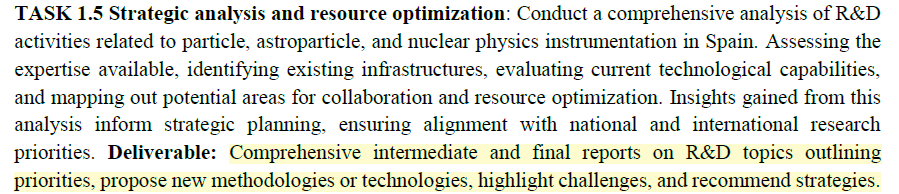 TASK 1.5 Strategic analysis and resource optimization: Conduct a comprehensive analysis of R&D
activities related to particle, astroparticle, and nuclear physics instrumentation in Spain. Assessing the
expertise available, identifying existing infrastructures, evaluating current technological capabilities,
and mapping out potential areas for collaboration and resource optimization. Insights gained from this
analysis inform strategic planning, ensuring alignment with national and international research
priorities. Deliverable: Comprehensive intermediate and final reports on R&D topics outlining
priorities, propose new methodologies or technologies, highlight challenges, and recommend strategies.